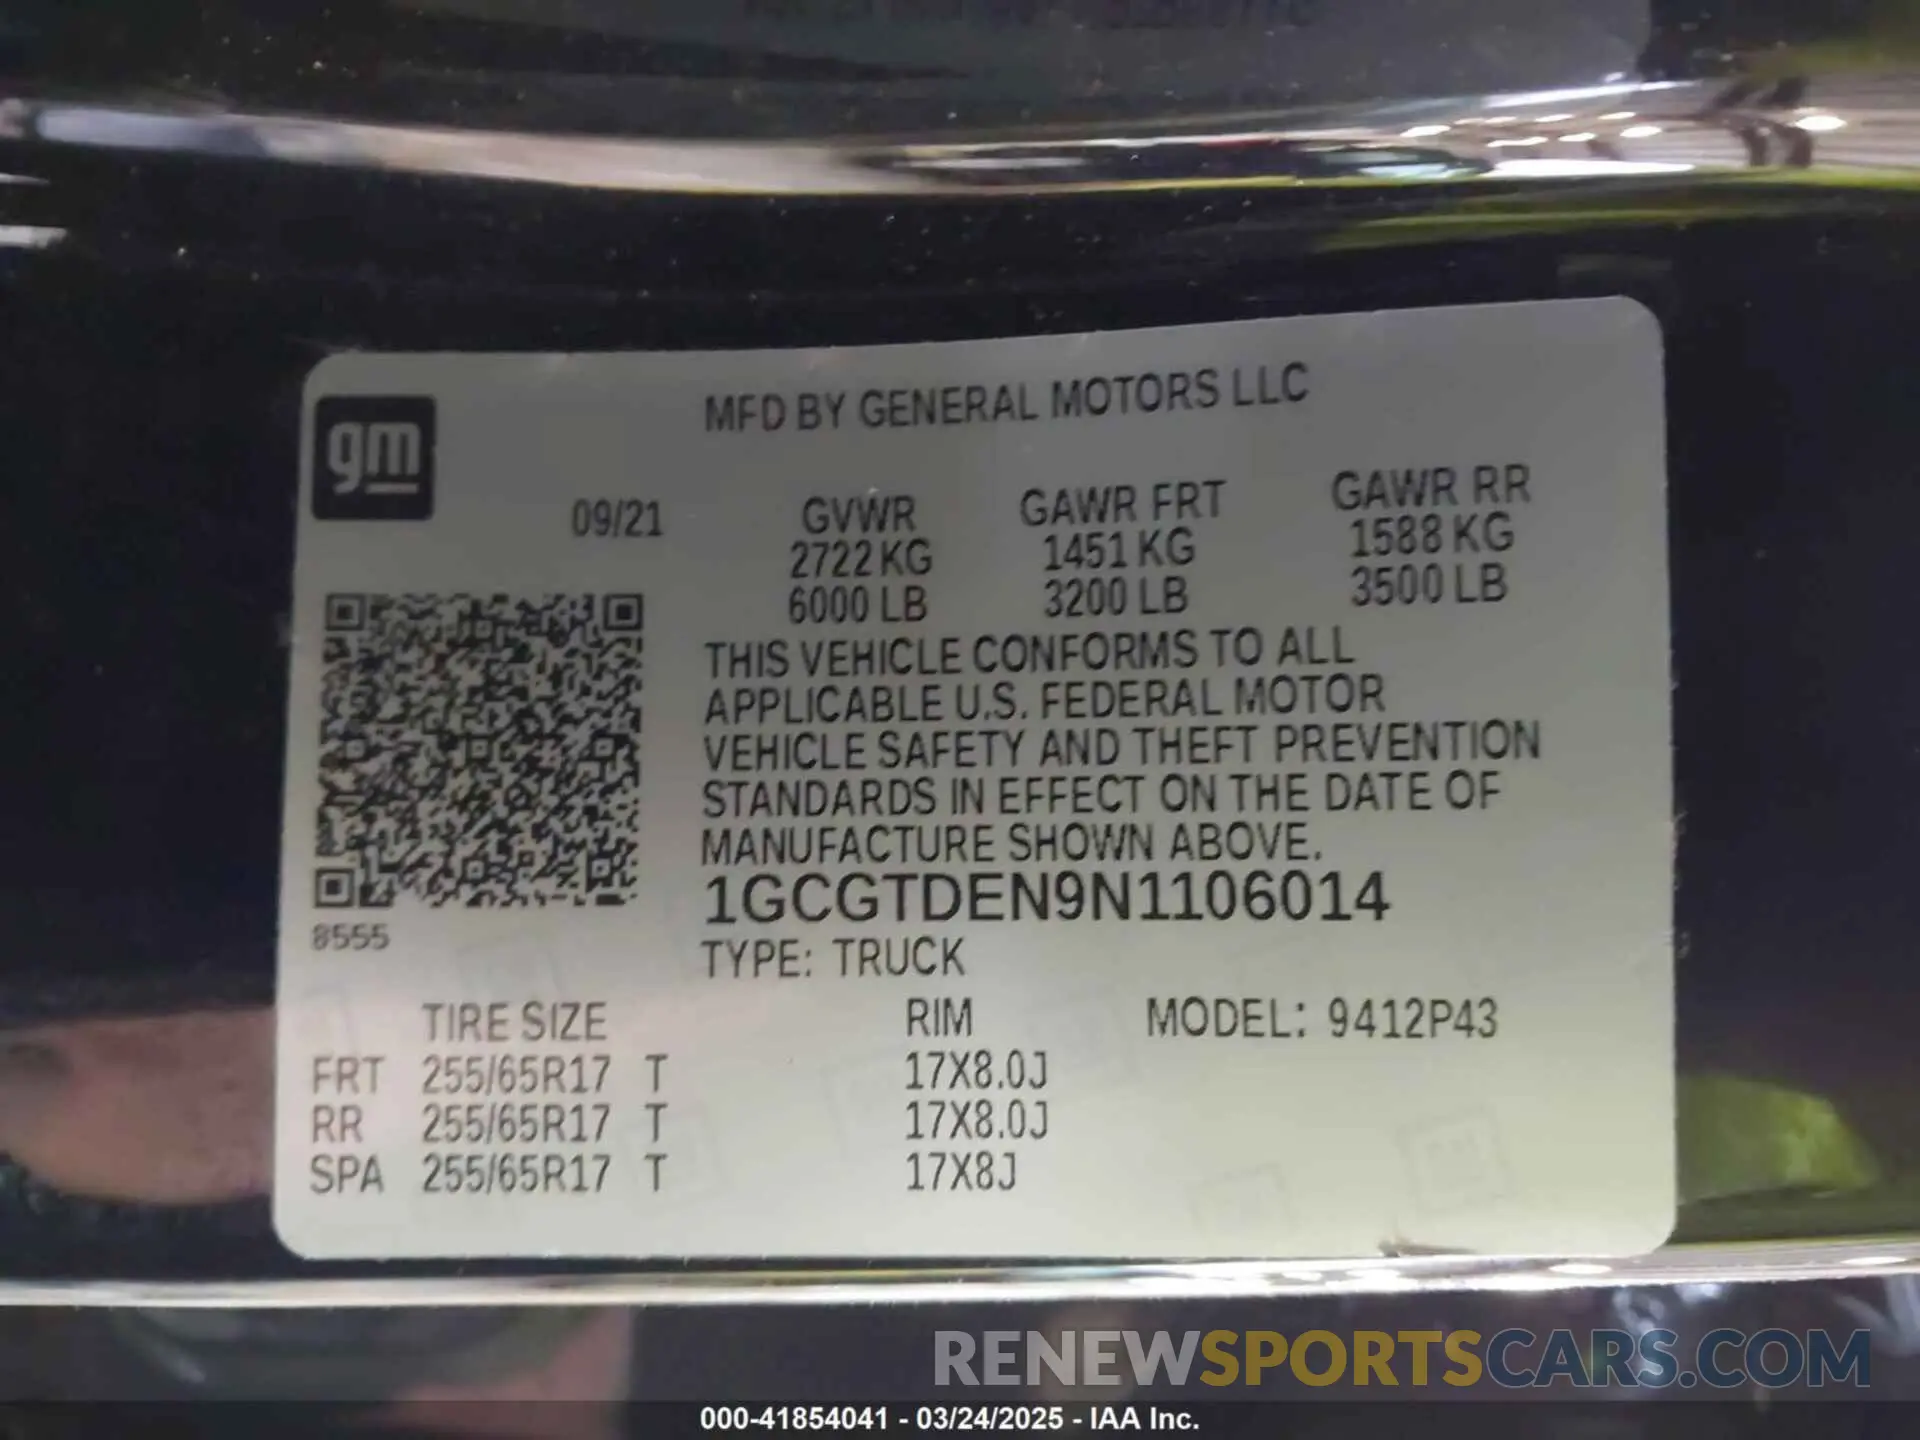 MFD BY GENERAL MOTORS LLC
gm
09/21
GVWR GAWR FRT GAWR RR
2722 KG 1451 KG 1588 KG
6000 LB 3200 LB 3500 LB
THIS VEHICLE CONFORMS TO ALL
APPLICABLE U.S. FEDERAL MOTOR
VEHICLE SAFETY AND THEFT PREVENTION
STANDARDS IN EFFECT ON THE DATE OF
MANUFACTURE SHOWN ABOVE.
1GCGTDEN9N1106014
8555
TYPE: TRUCK
TIRE SIZE RIM MODEL: 9412P43
FRT 255/65R17 T 17X8.0J
RR 255/65R17 T 17X8.0J
SPA 255/65R17 T 17X8J
RENEWSPORTSCARS.COM
000-41854041 - 03/24/2025 - IAA Inc.